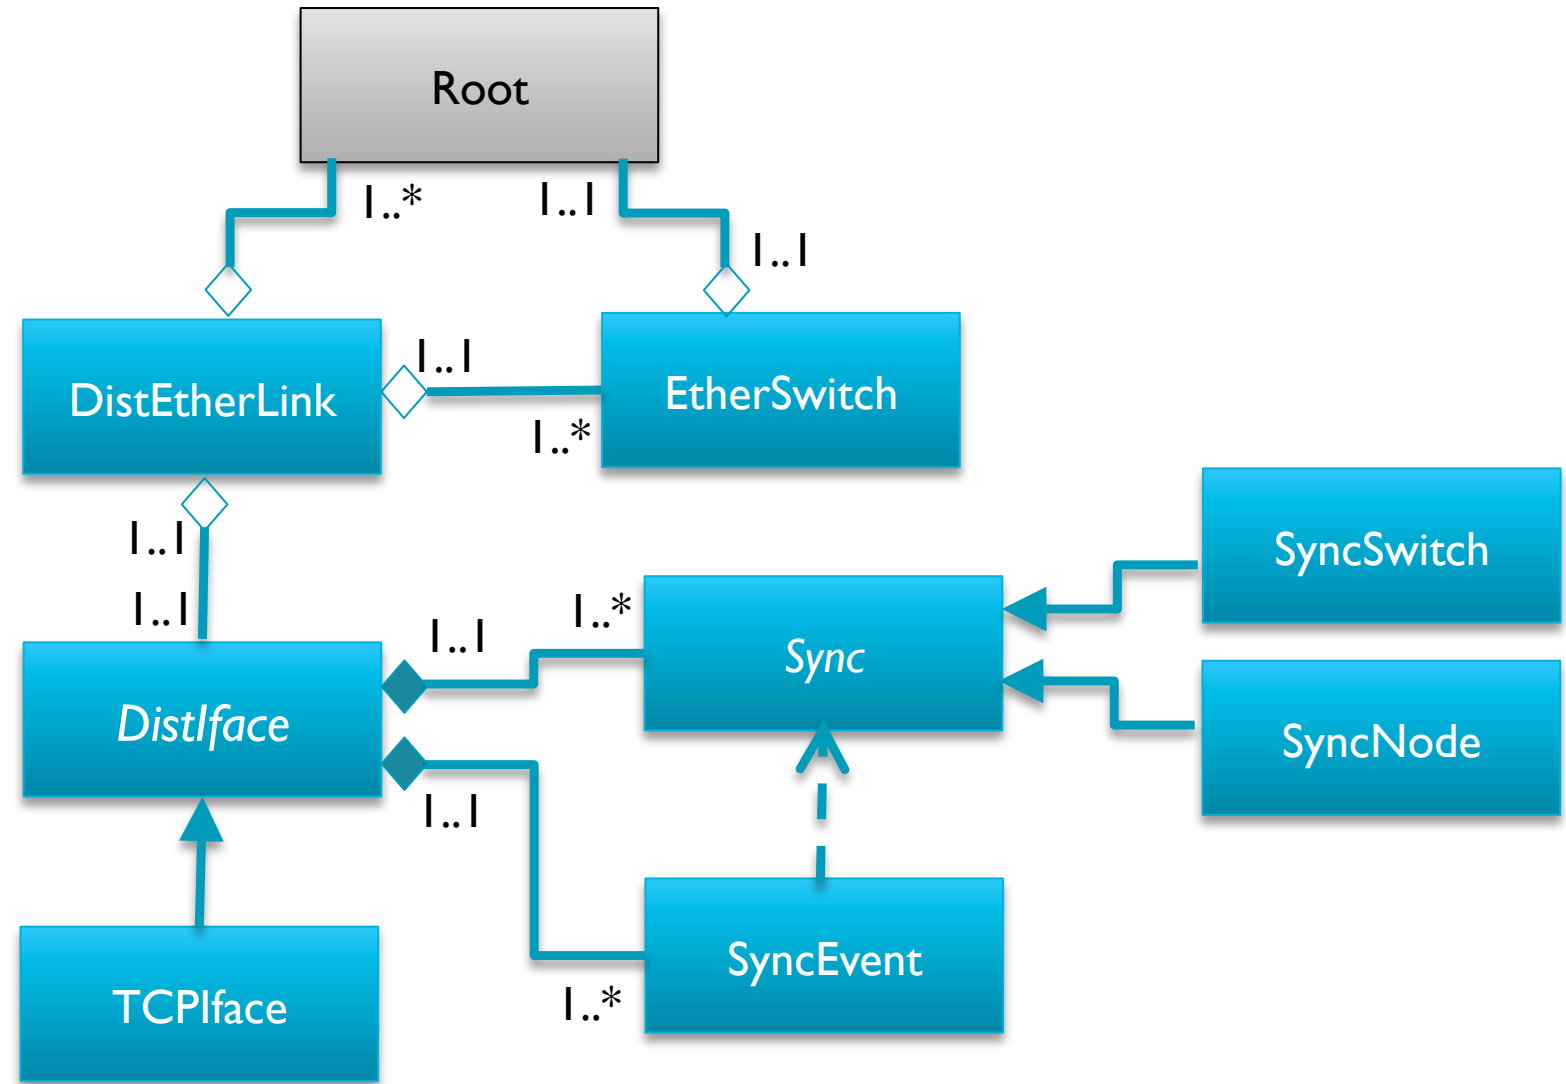 Root
1..*
1..1
1..1
DistEtherLink
1..1
1..*
EtherSwitch
1..1
1..1
SyncSwitch
1..1
1..*
Sync
DistIface
SyncNode
1..1
SyncEvent
1..*
TCPIface